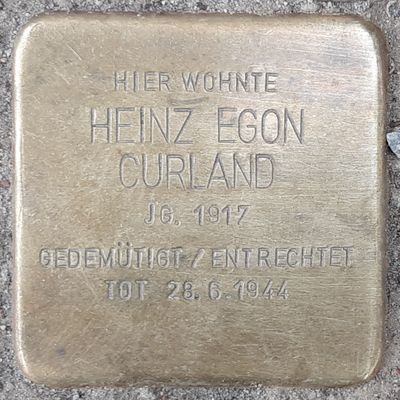 HIER WOHNTE
HEINZ EGON
CURLAND
JG. 1917
GEDEMÜTIGT / ENTRECHTET
TOT 28.6.1944